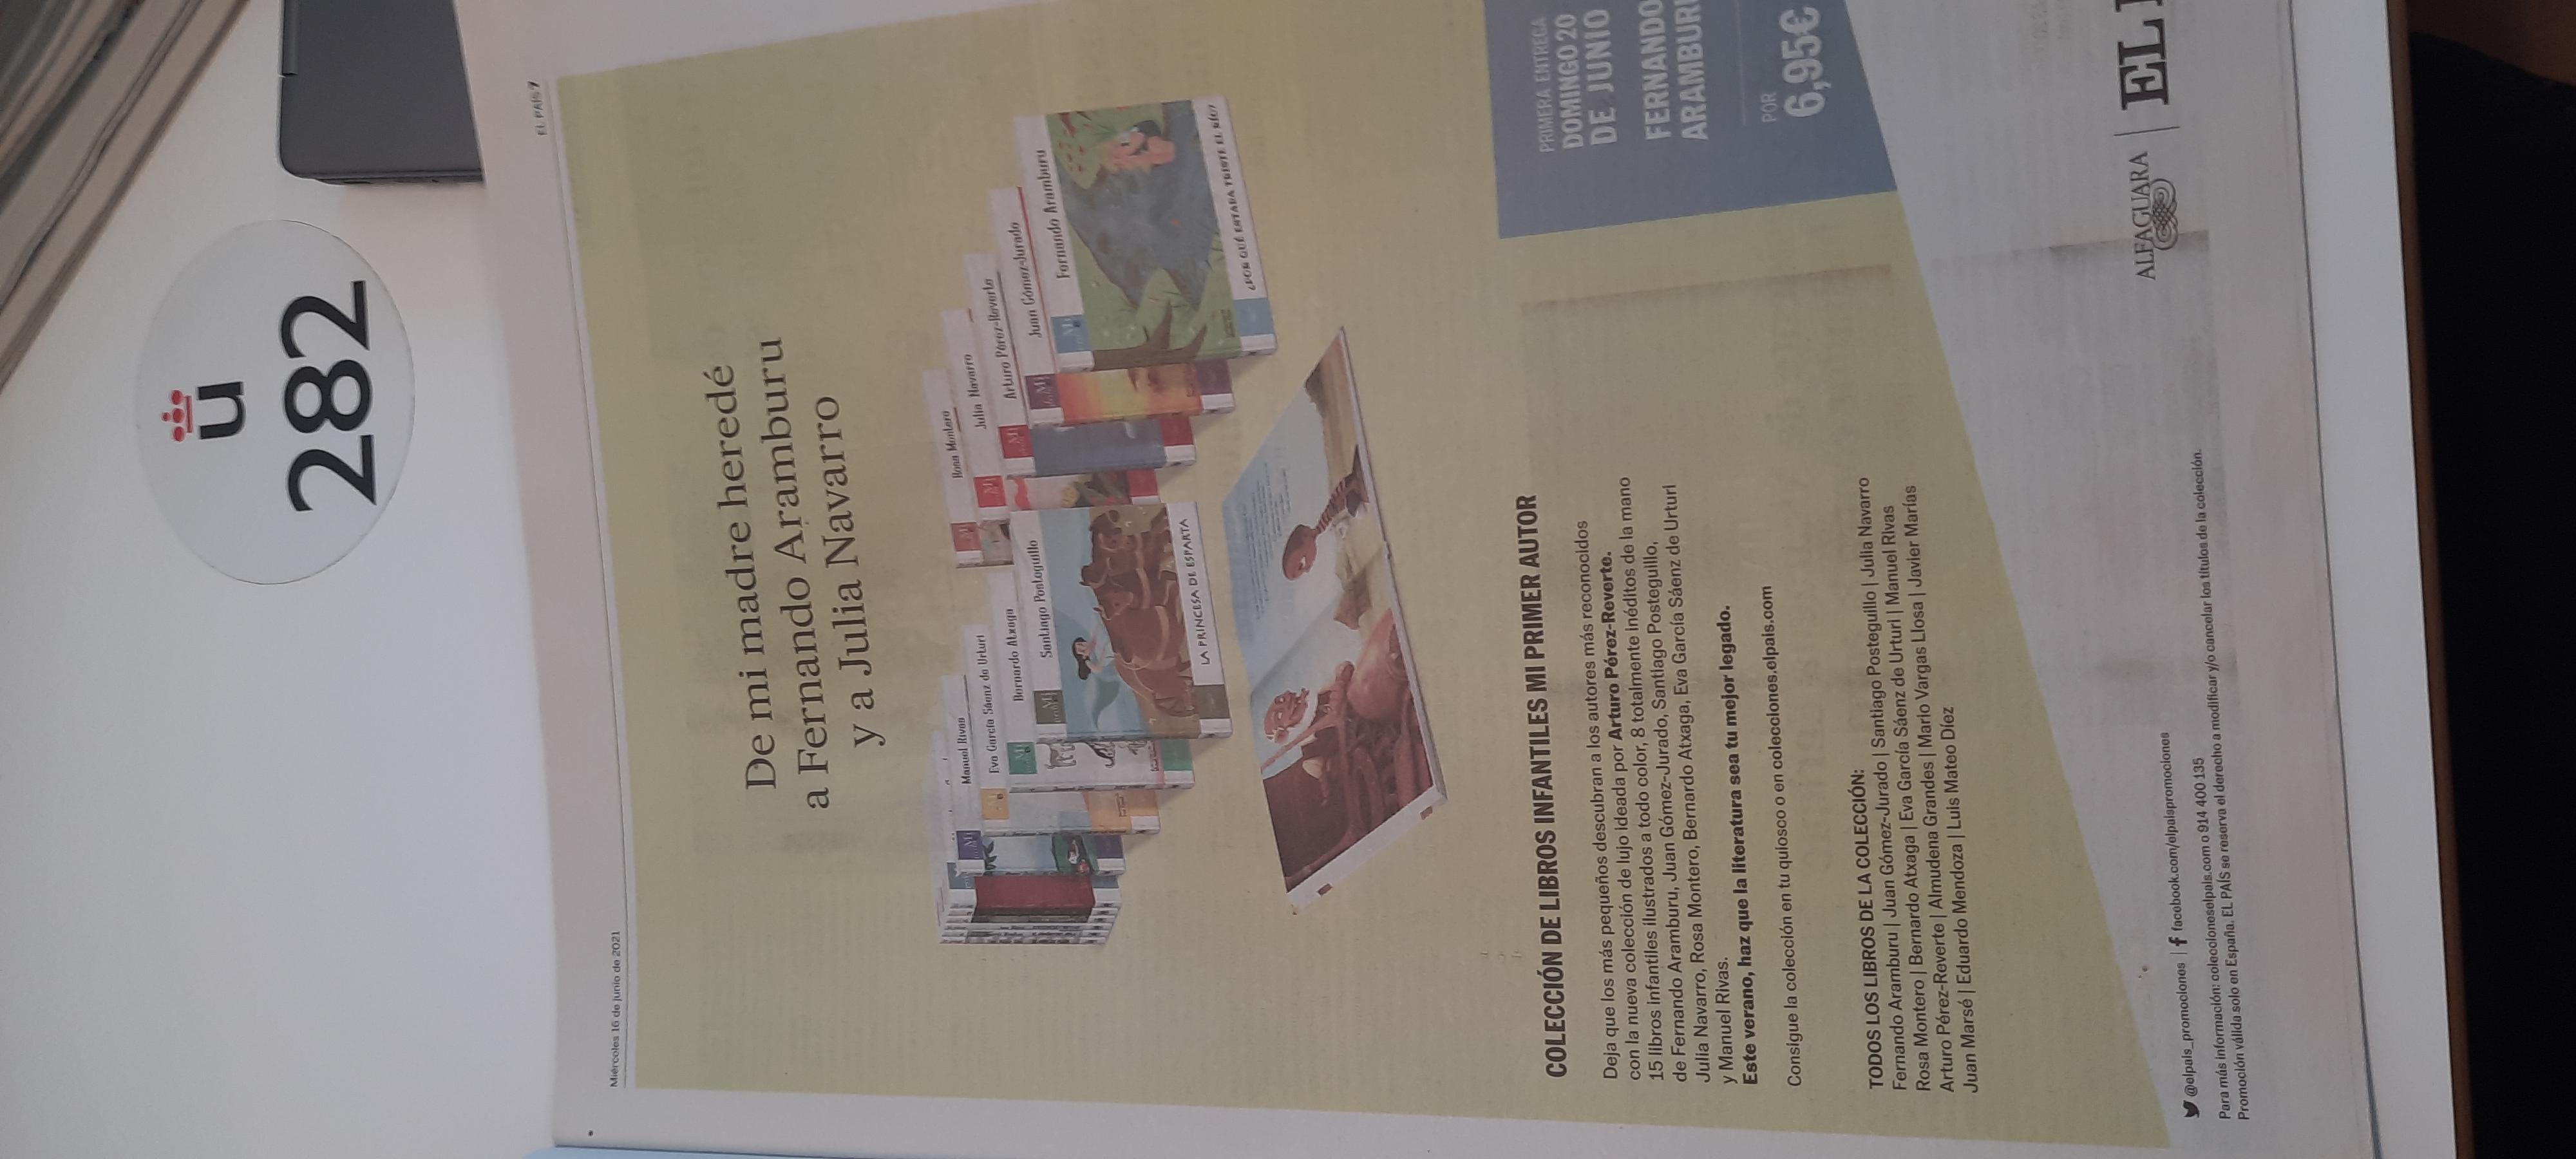 u
282
EL PAÍS 7
Miércoles 16 de junio de 2021
De mi madre heredé
a Fernando Aramburu
y a Julia Navarro
Manuel Rivas
Eva García Sáenz de Urturi
Bernardo Atxaga
Santiago Posteguillo
LA PRINCESA DE ESPARTA
Rosa Montero
Julia Navarro
Arturo Pérez-Reverte
Juan Gómez-Jurado
Fernando Aramburu
¿POR QUÉ ESTABA TRISTE EL RÍO?
COLECCIÓN DE LIBROS INFANTILES MI PRIMER AUTOR
Deja que los más pequeños descubran a los autores más reconocidos
con la nueva colección de lujo ideada por Arturo Pérez-Reverte.
15 libros infantiles ilustrados a todo color, 8 totalmente inéditos de la mano
de Fernando Aramburu, Juan Gómez-Jurado, Santiago Posteguillo,
Julia Navarro, Rosa Montero, Bernardo Atxaga, Eva García Sáenz de Urturi
y Manuel Rivas.
Este verano, haz que la literatura sea tu mejor legado.
Consigue la colección en tu quiosco o en colecciones.elpais.com
PRIMERA ENTREGA
DOMINGO 20
DE JUNIO
FERNANDO
ARAMBUR
POR
6,95€
TODOS LOS LIBROS DE LA COLECCIÓN:
Fernando Aramburu | Juan Gómez-Jurado | Santiago Posteguillo | Julia Navarro
Rosa Montero | Bernardo Atxaga | Eva García Sáenz de Urturi | Manuel Rivas
Arturo Pérez-Reverte | Almudena Grandes | Mario Vargas Llosa | Javier Marías
Juan Marsé | Eduardo Mendoza | Luis Mateo Díez
@elpais_promociones | facebook.com/elpaispromociones
Para más información: coleccioneselpais.com o 914 400 135
Promoción válida solo en España. EL PAÍS se reserva el derecho a modificar y/o cancelar los títulos de la colección.
ALFAGUARA
EL